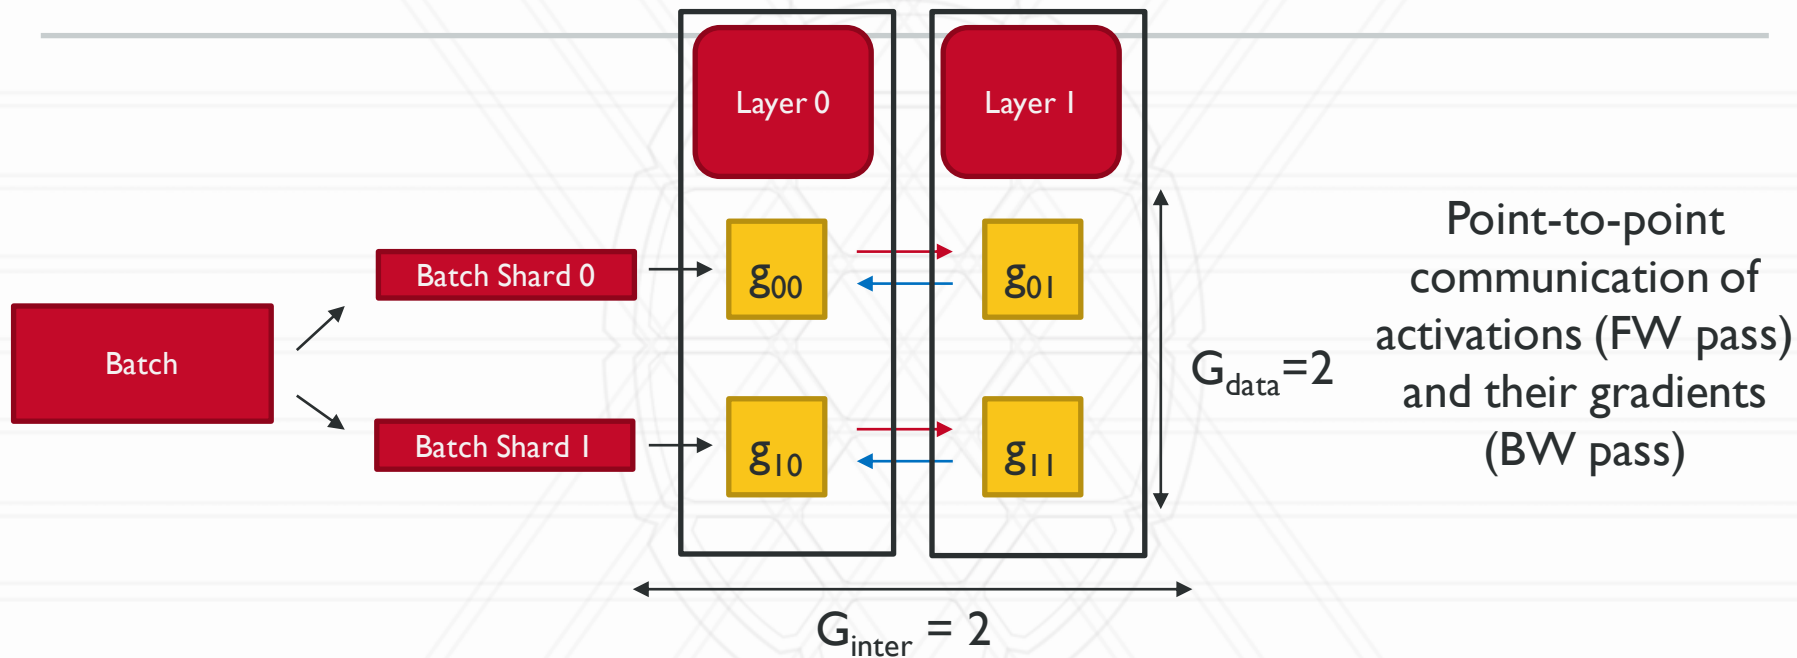 Layer 0
Layer 1
Batch
Batch Shard 0
Batch Shard 1
g00
g01
g10
g11
Gdata=2
Ginter = 2
Point-to-point
communication of
activations (FW pass)
and their gradients
(BW pass)